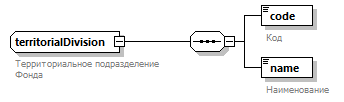 code
Код
territorialDivision
Территориальное подразделение
Фонда
name
Наименование